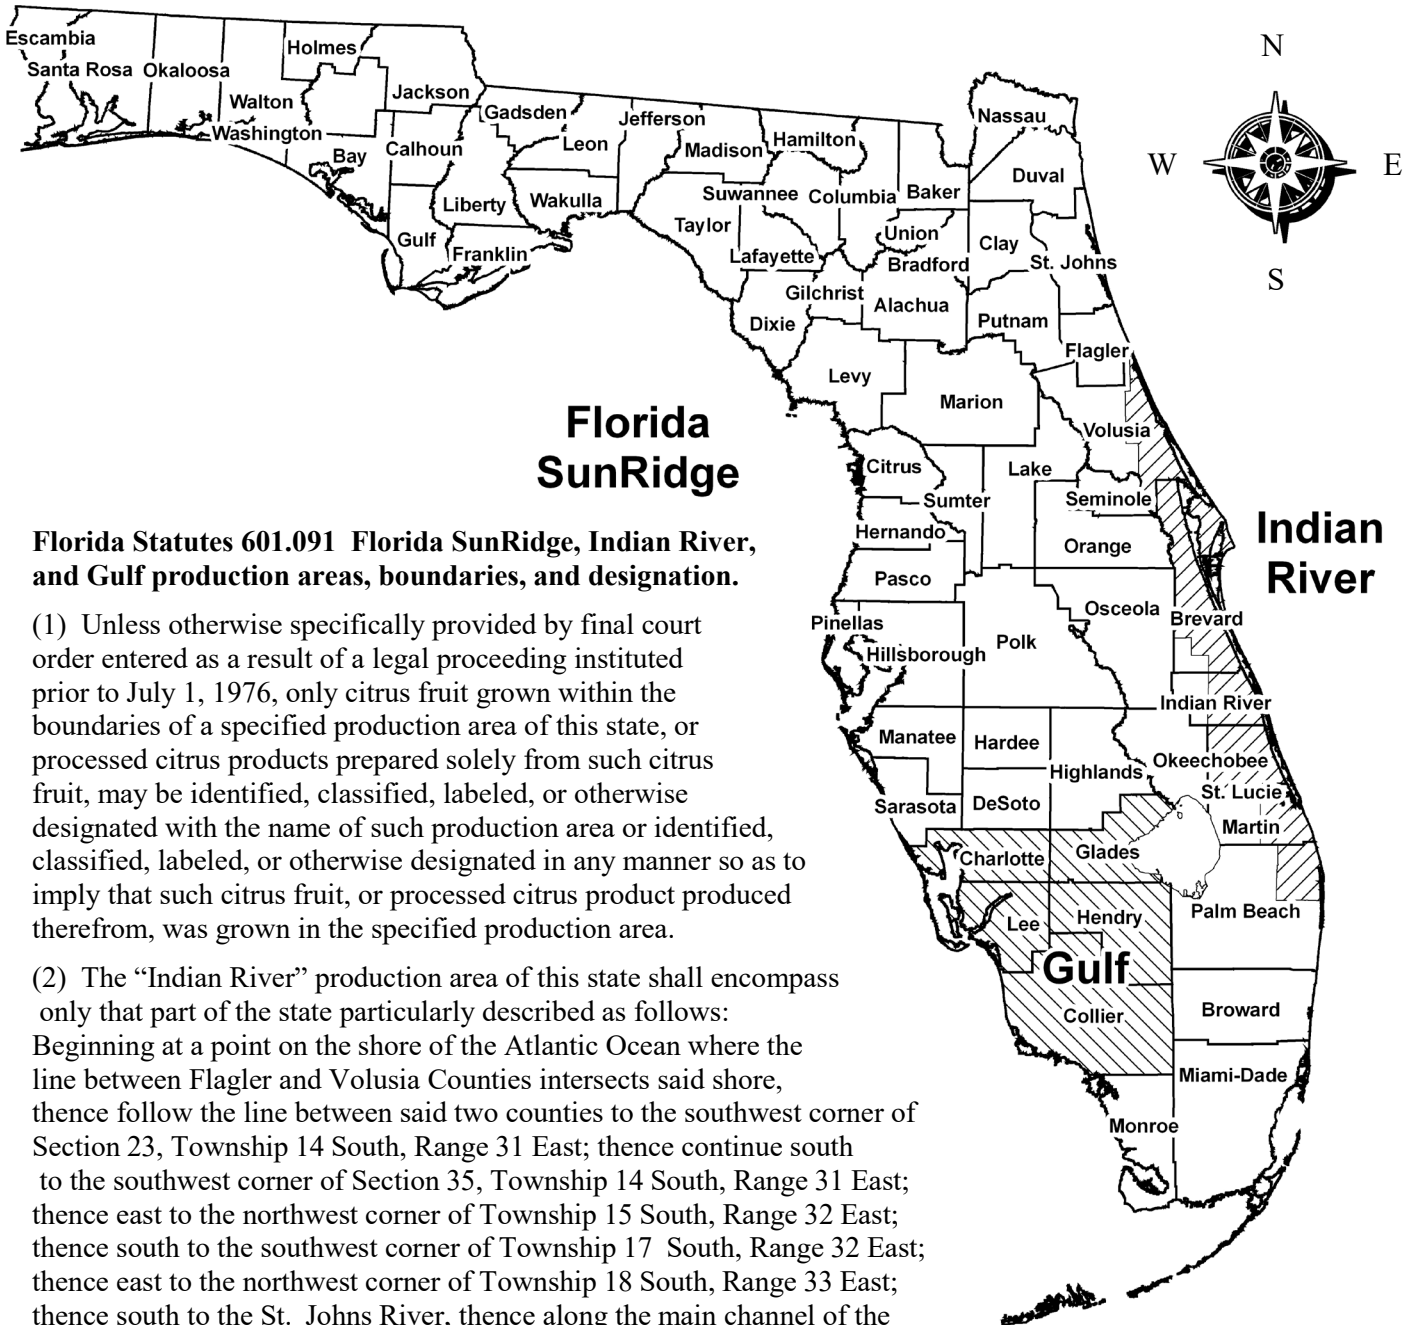 N
W
E
S
Escambia
Santa Rosa
Okaloosa
Holmes
Walton
Washington
Jackson
Bay
Calhoun
Gadsden
Leon
Jefferson
Madison
Hamilton
Nassau
Duval
Baker
Columbia
Suwannee
Liberty
Wakulla
Taylor
Gulf
Franklin
Lafayette
Union
Bradford
Clay
St. Johns
Gilchrist
Alachua
Dixie
Putnam
Flagler
Levy
Marion
Volusia
Florida
SunRidge
Citrus
Lake
Sumter
Seminole
Hernando
Orange
Indian
River
Pasco
Osceola
Brevard
Pinellas
Hillsborough
Polk
Indian River
Manatee
Hardee
Highlands
Okeechobee
St. Lucie
Sarasota
DeSoto
Martin
Charlotte
Glades
Lee
Hendry
Palm Beach
Gulf
Collier
Broward
Miami-Dade
Monroe
Florida Statutes 601.091 Florida SunRidge, Indian River,
and Gulf production areas, boundaries, and designation.
(1) Unless otherwise specifically provided by final court
order entered as a result of a legal proceeding instituted
prior to July 1, 1976, only citrus fruit grown within the
boundaries of a specified production area of this state, or
processed citrus products prepared solely from such citrus
fruit, may be identified, classified, labeled, or otherwise
designated with the name of such production area or identified,
classified, labeled, or otherwise designated in any manner so as to
imply that such citrus fruit, or processed citrus product produced
therefrom, was grown in the specified production area.
(2) The “Indian River” production area of this state shall encompass
only that part of the state particularly described as follows:
Beginning at a point on the shore of the Atlantic Ocean where the
line between Flagler and Volusia Counties intersects said shore,
thence follow the line between said two counties to the southwest corner of
Section 23, Township 14 South, Range 31 East; thence continue south
to the southwest corner of Section 35, Township 14 South, Range 31 East;
thence east to the northwest corner of Township 15 South, Range 32 East;
thence south to the southwest corner of Township 17 South, Range 32 East;
thence east to the northwest corner of Township 18 South, Range 33 East;
thence south to the St. Johns River, thence along the main channel of the